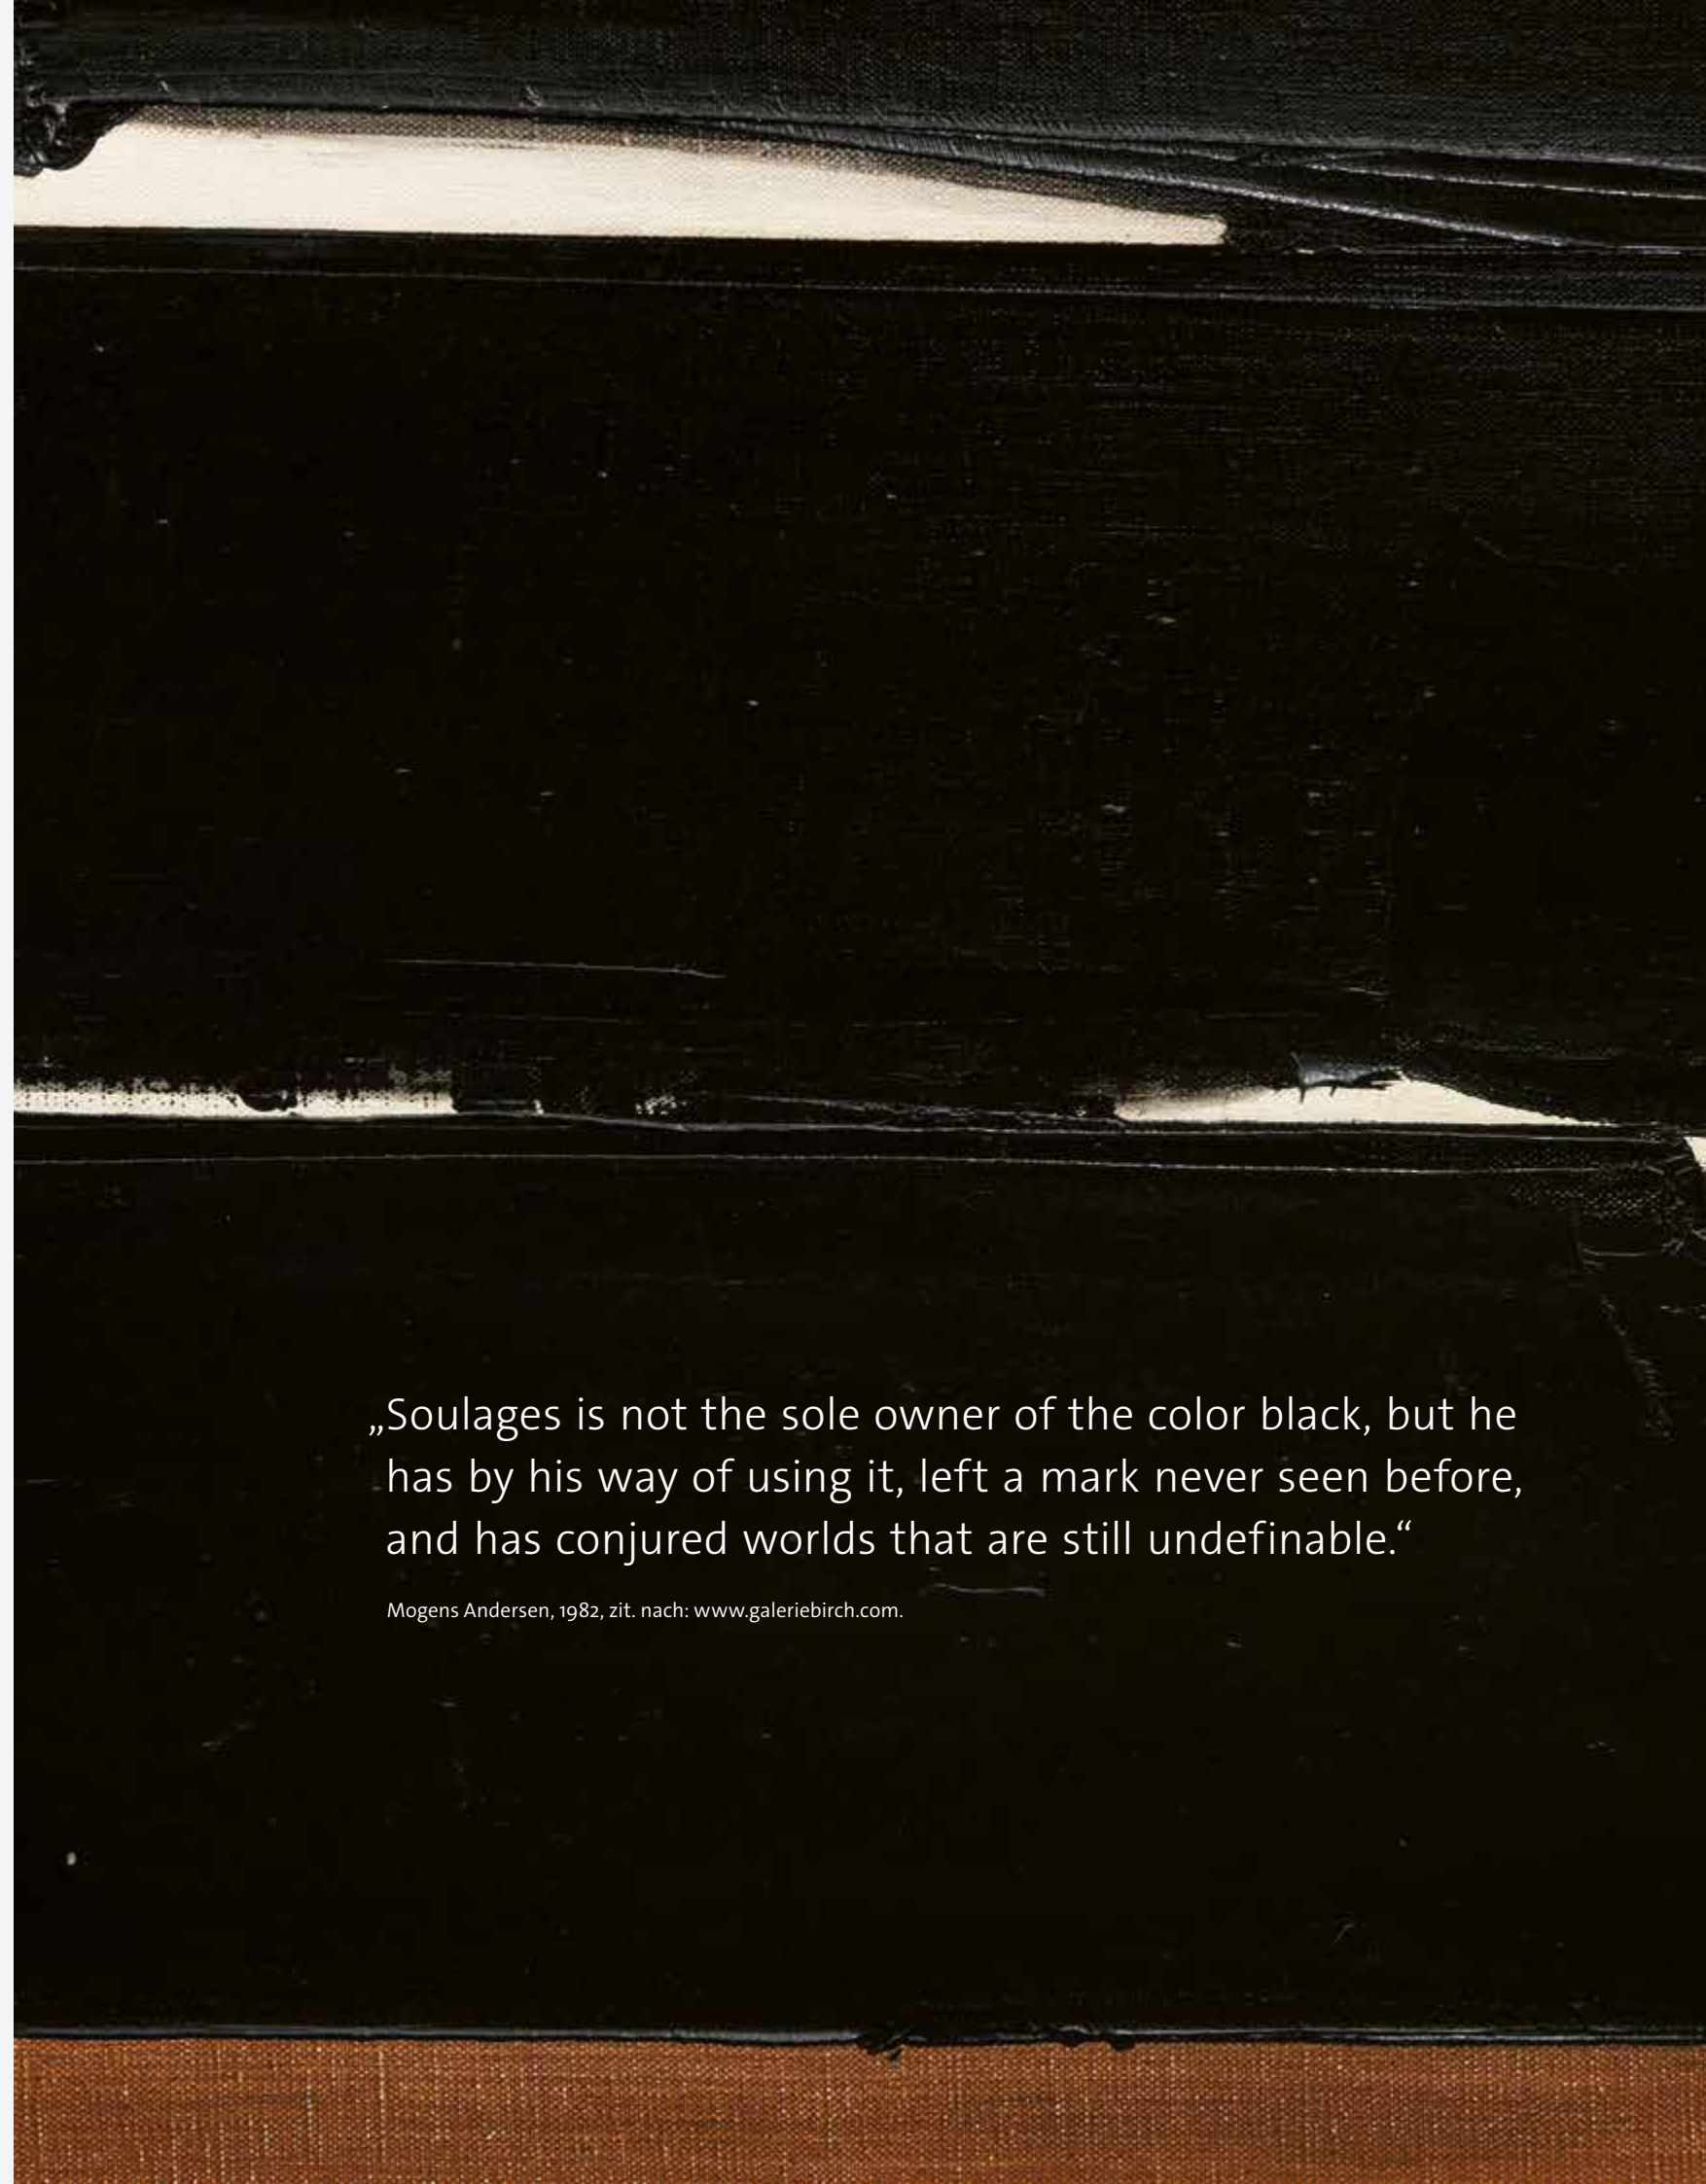 „Soulages is not the sole owner of the color black, but he
has by his way of using it, left a mark never seen before,
and has conjured worlds that are still undefinable.“
Mogens Andersen, 1982, zit. nach: www.galeriebirch.com.